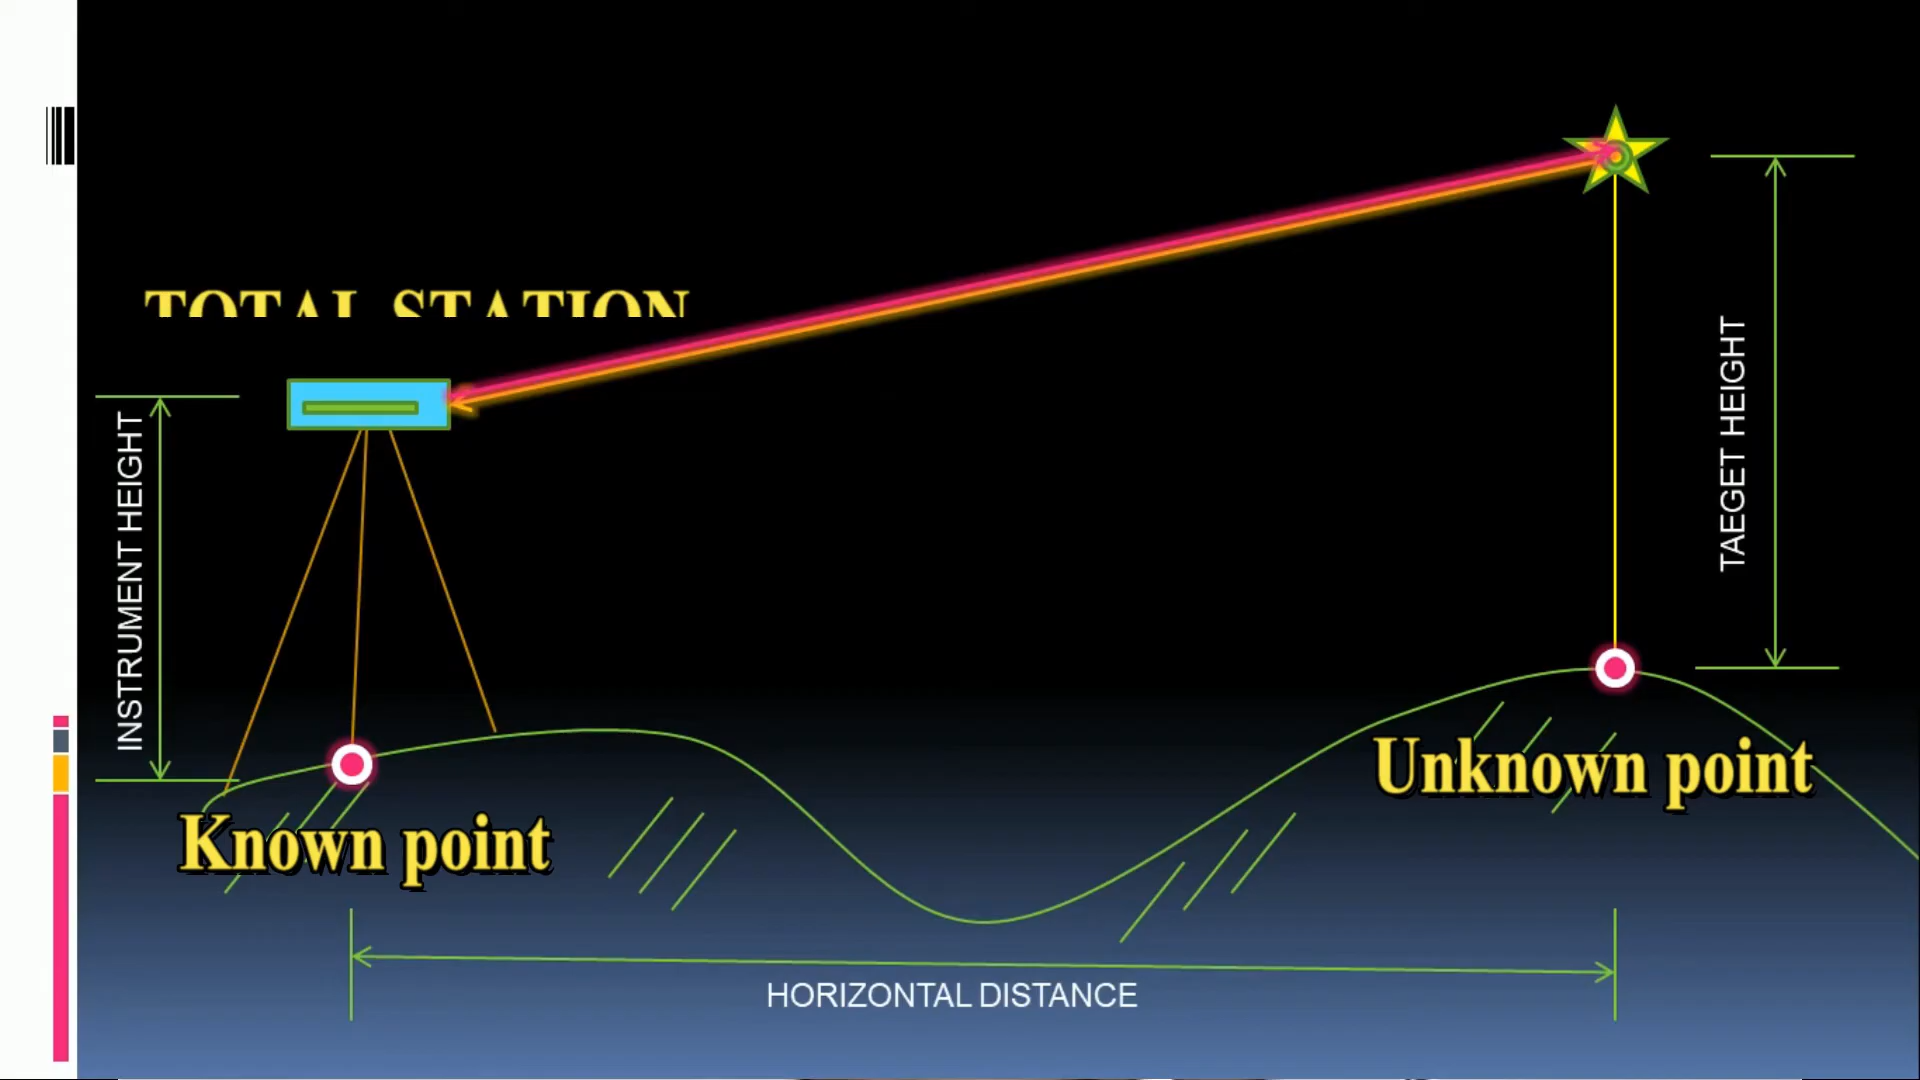 TOTAL STATION
INSTRUMENT HEIGHT
TAEGET HEIGHT
Unknown point
Known point
HORIZONTAL DISTANCE